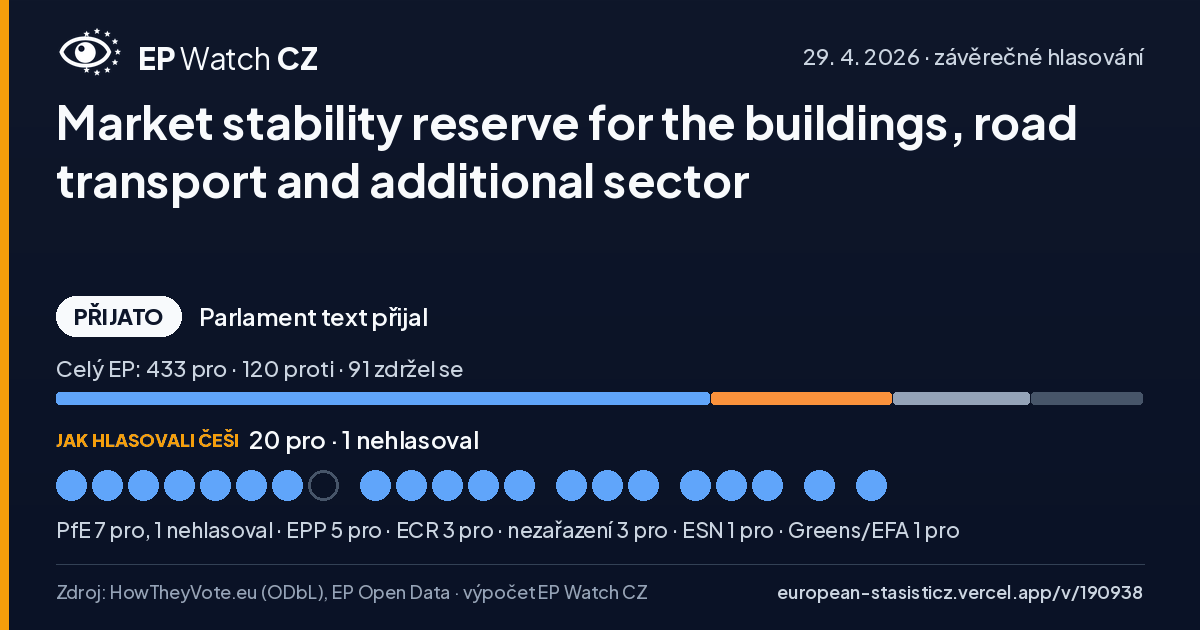 EP Watch CZ
29. 4. 2026 · závěrečné hlasování
Market stability reserve for the buildings, road
transport and additional sector
PŘIJATO Parlament text přijal
Celý EP: 433 pro · 120 proti · 91 zdržel se
JAK HLASOVALI ČEŠI 20 pro · 1 nehlasoval
PfE 7 pro, 1 nehlasoval · EPP 5 pro · ECR 3 pro · nezařazení 3 pro · ESN 1 pro · Greens/EFA 1 pro
Zdroj: HowTheyVote.eu (ODbL), EP Open Data · výpočet EP Watch CZ
european-stasisticz.vercel.app/v/190938